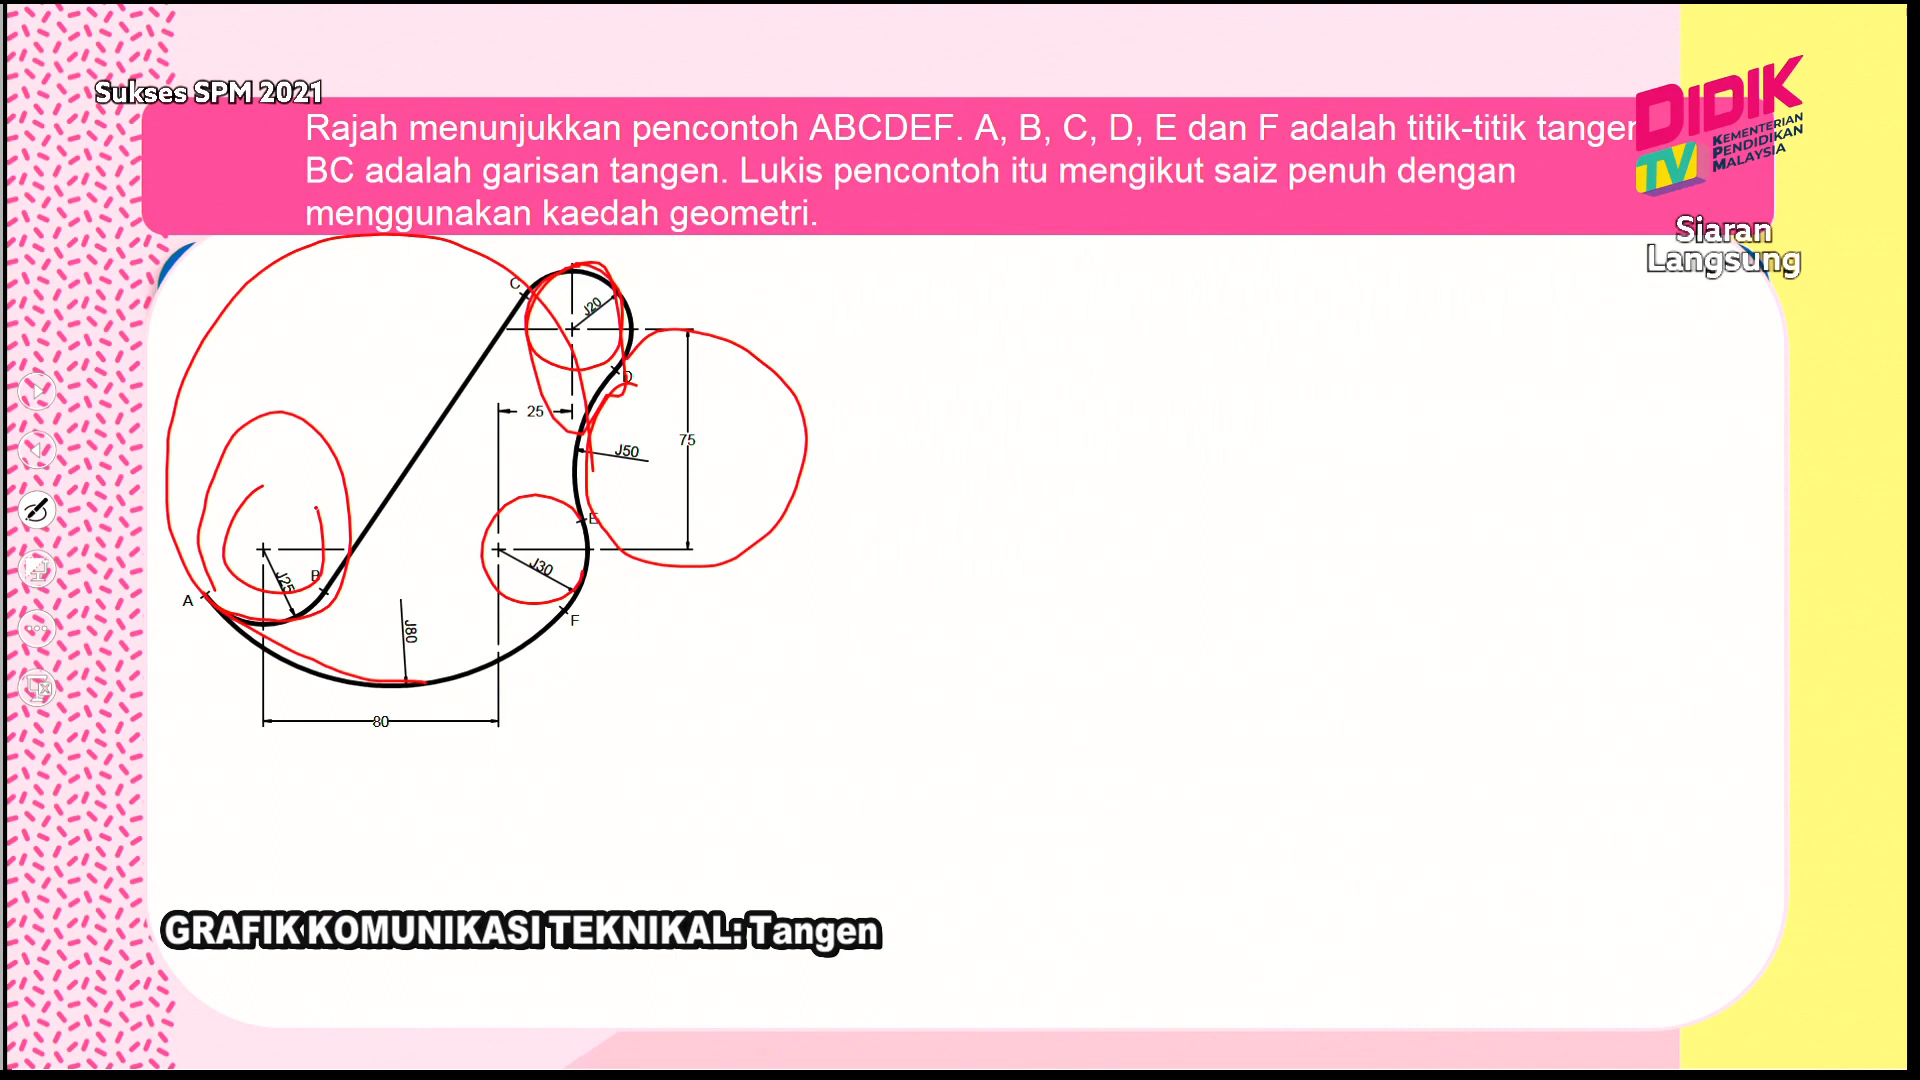 Sukses SPM 2021
Rajah menunjukkan pencontoh ABCDEF. A, B, C, D, E dan F adalah titik-titik tangen
BC adalah garisan tangen. Lukis pencontoh itu mengikut saiz penuh dengan
menggunakan kaedah geometri.
DIDIK
TV
KEMENTERIAN
PENDIDIKAN
MALAYSIA
Siaran
Langsung
C
J20
D
25
75
J50
E
J30
J25
B
A
F
J80
80
GRAFIK KOMUNIKASI TEKNIKAL: Tangen